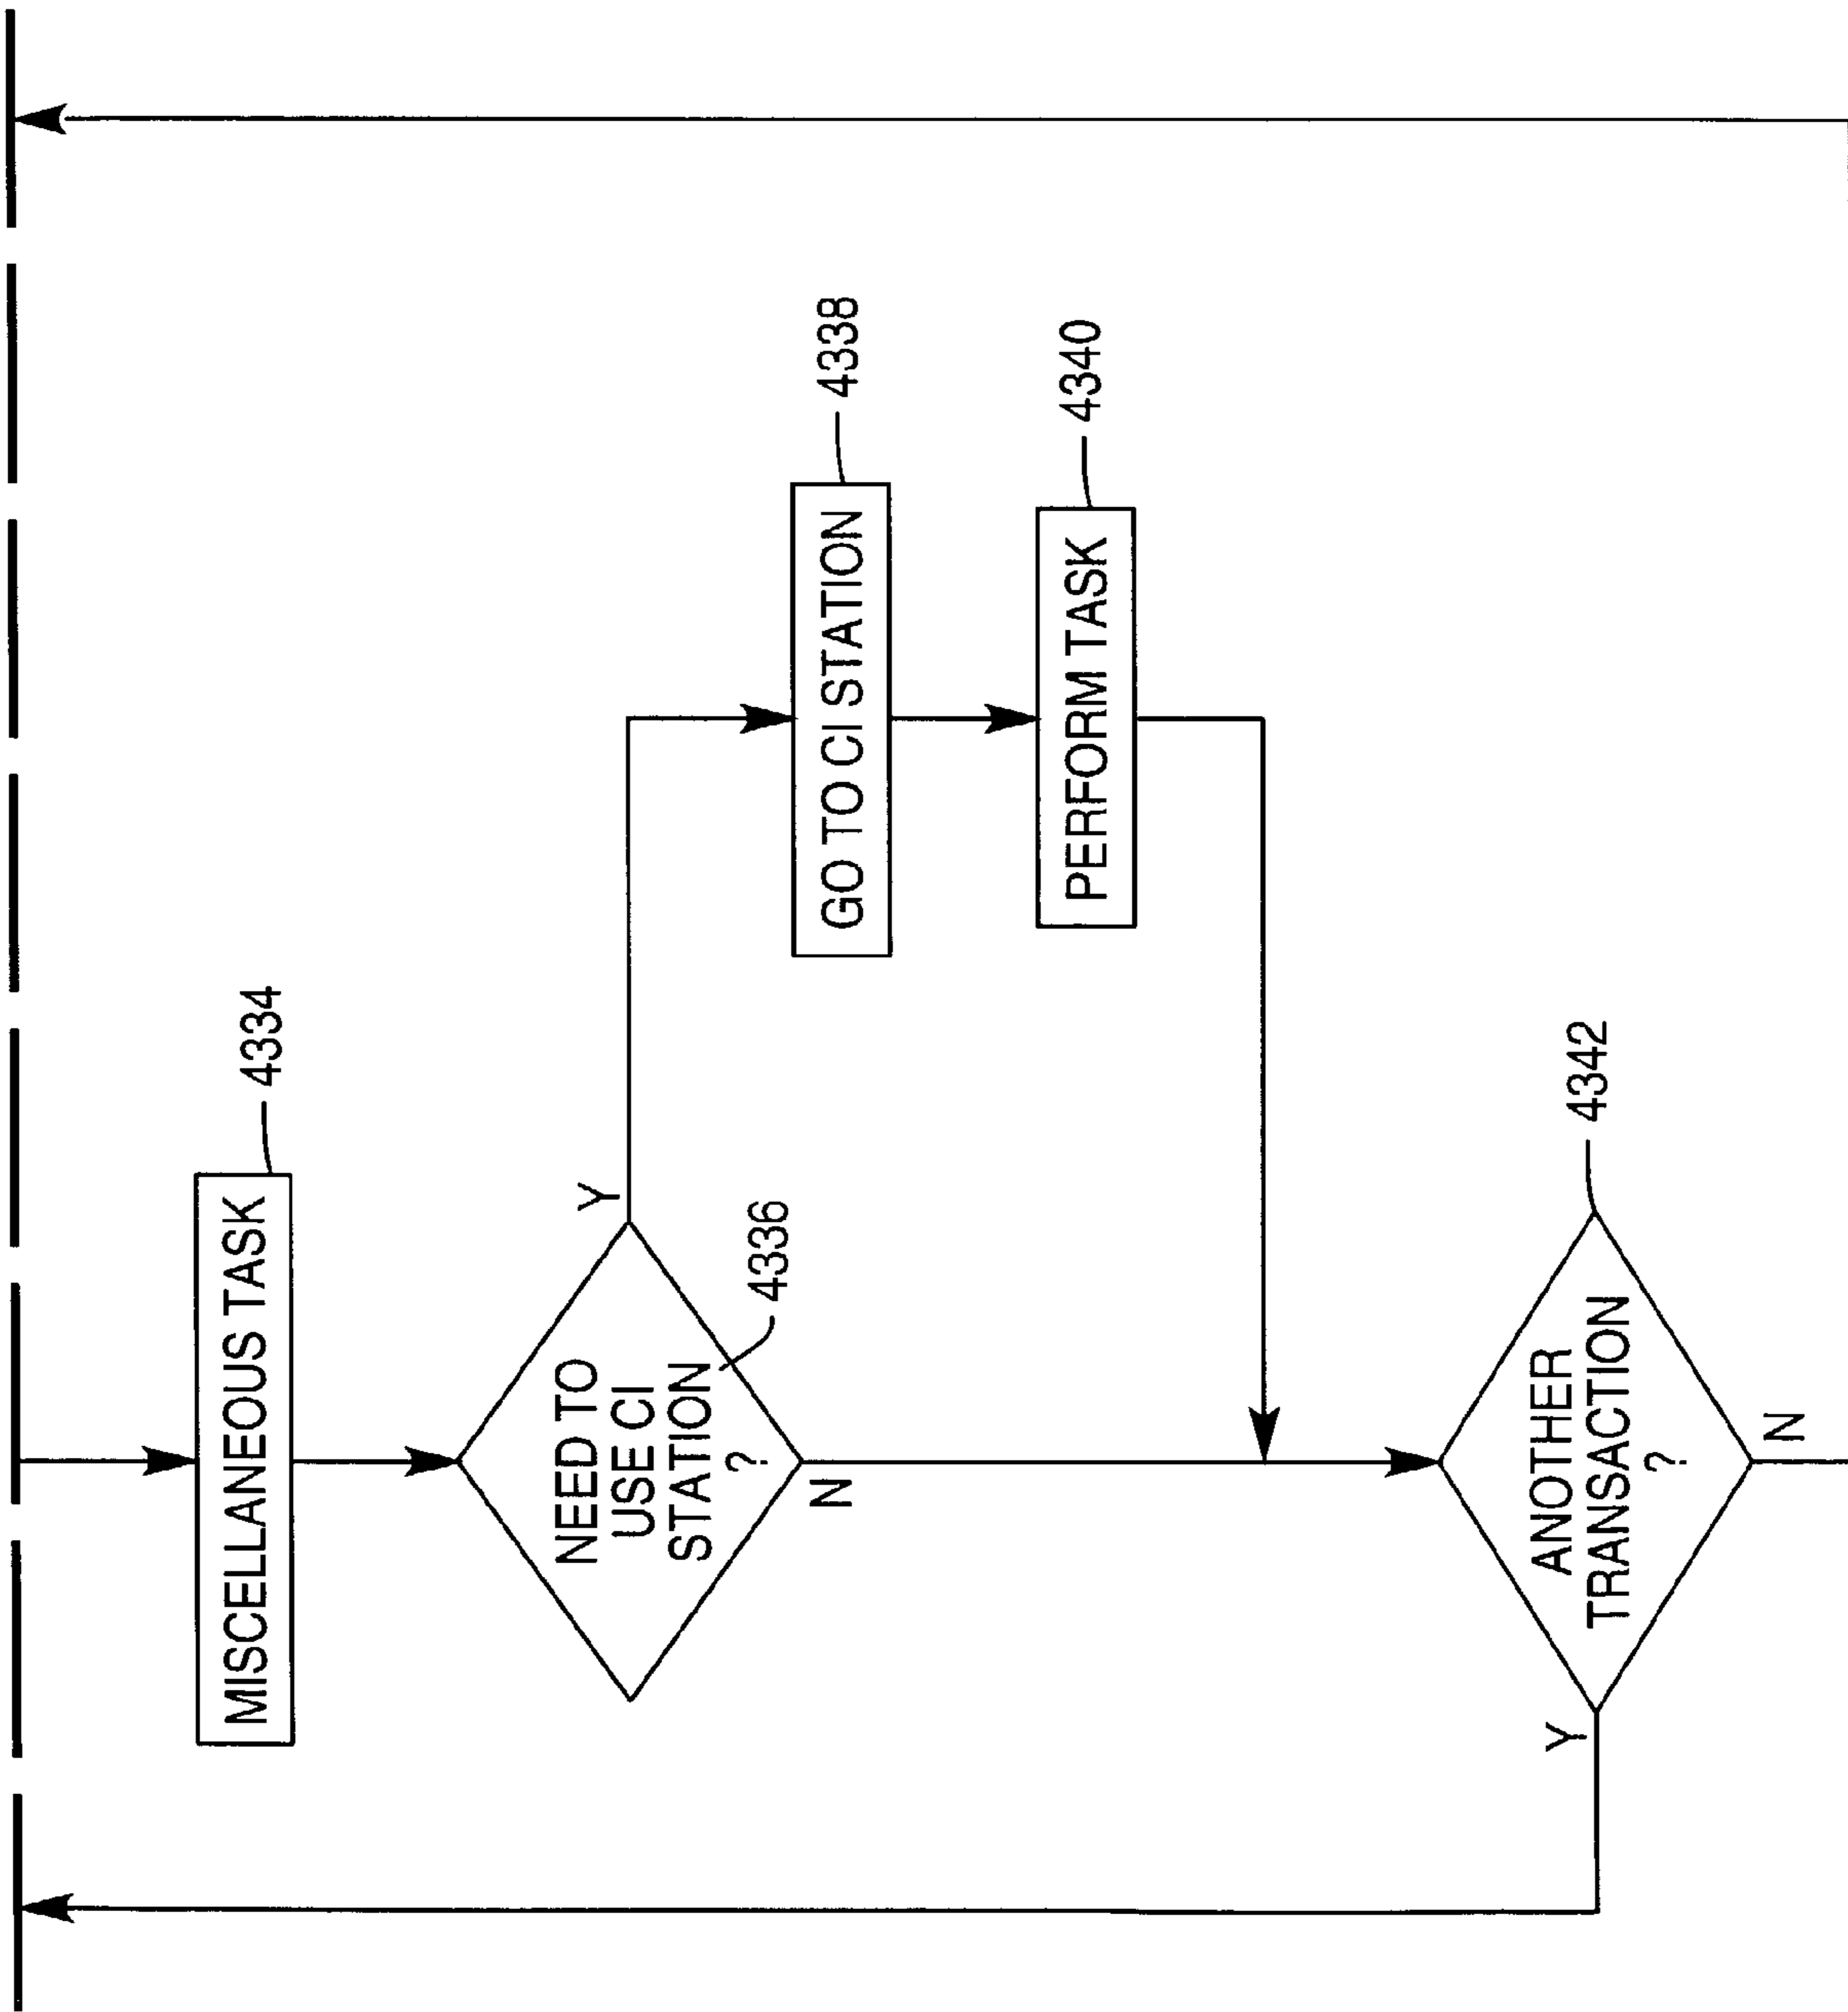 MISCELLANEOUS TASK
4334
NEED TO
USE CI
STATION
?
4336
Y
N
GO TO CI STATION
4338
PERFORM TASK
4340
ANOTHER
TRANSACTION
?
4342
Y
N